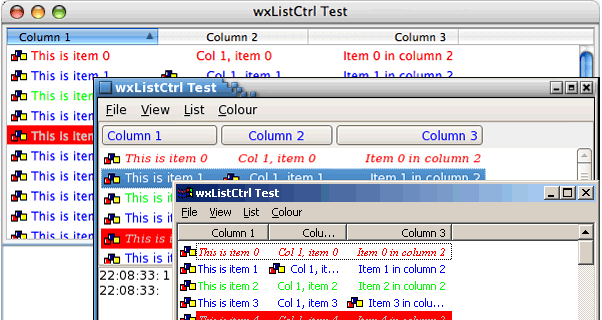 wxListCtrl Test
Column 1 Column 2 Column 3
This is item 0 Col 1, item 0 Item 0 in column 2
This is item 1 Col 1, item 1 Item 1 in column 2
This is it
This is item
This is item
This is item
This is item
This is item
This is item
This is item
wxListCtrl Test
File View List Colour
Column 1 Column 2 Column 3
This is item 0 Col 1, item 0 Item 0 in column 2
This is item 1 Col 1, item 1 Item 1 in column 2
This is it
This is it
This is
This is it
22:08:33: 1
22:08:33:
wxListCtrl Test
File View List Colour
Column 1 Colu... Column 3
This is item 0 Col 1, item 0 Item 0 in column 2
This is item 1 Col 1, it... Item 1 in column 2
This is item 2 Col 1, item 2 Item 2 in column 2
This is item 3 Col 1, item 3 Item 3 in colu...
This is item 4 Col 1, item 4 Item 4 in column 2